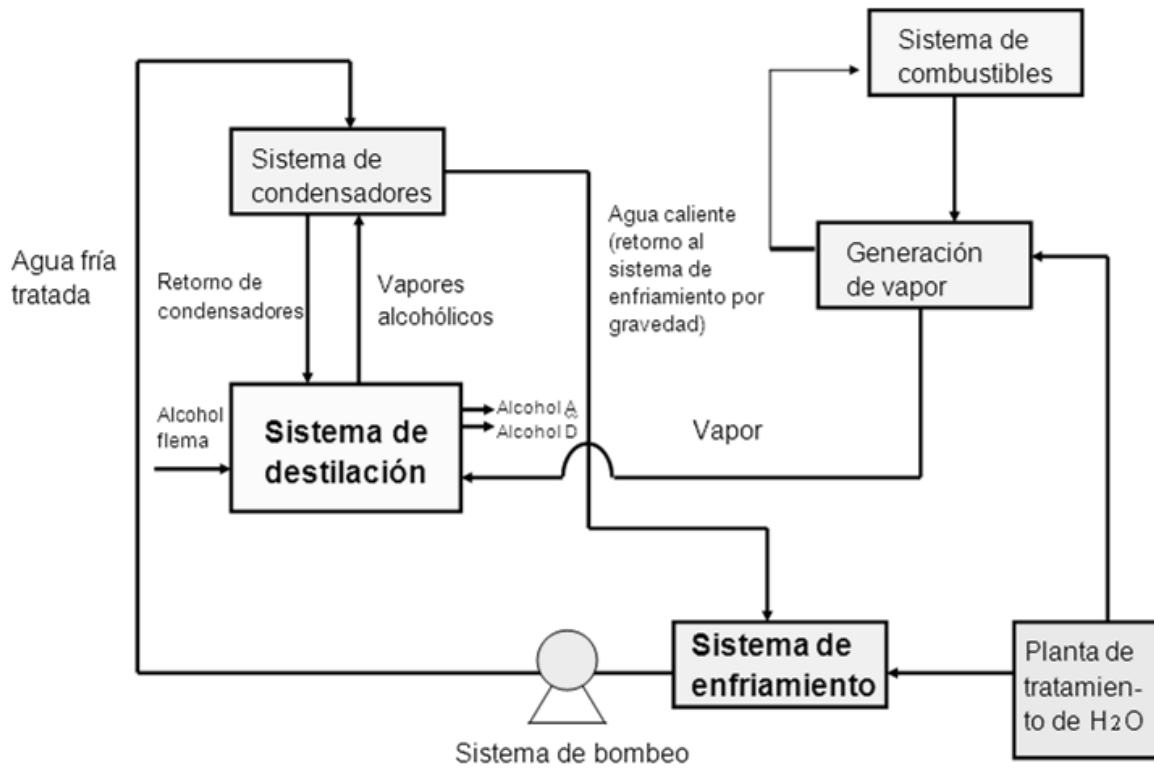 Sistema de
combustibles
Sistema de
condensadores
Agua fría
tratada
Retorno de
condensadores
Vapores
alcohólicos
Agua caliente
(retorno al
sistema de
enfriamiento por
gravedad)
Generación
de vapor
Alcohol
flema
Sistema de
destilación
Alcohol A
Alcohol D
Vapor
Sistema de
enfriamiento
Planta de
tratamien-
to de H2O
Sistema de bombeo